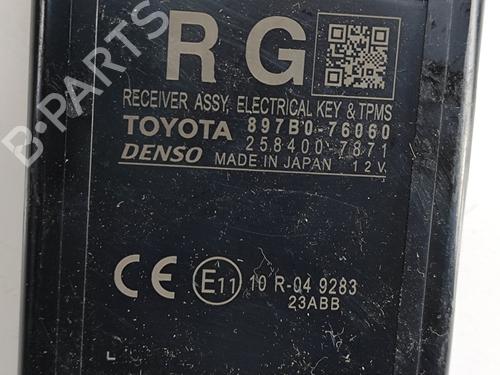 RG
RECEIVER ASSY, ELECTRICAL KEY & TPMS
TOYOTA 897B0-76060
258400-7871
DENSO MADE IN JAPAN 12V
CE E11 10 R-04 9283
23ABB
L
B-PARTS